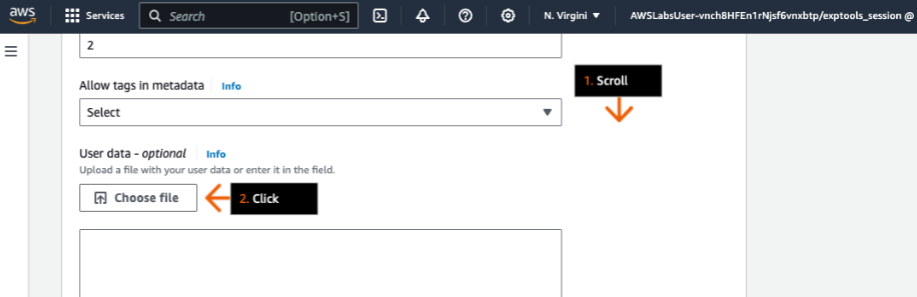 aws Services Search [Option+S] N. Virgini AWSLabsUser-vnch8HFEn1rNjsf6vnxbtp/exptools_session @
2
Allow tags in metadata Info
1. Scroll
Select
User data - optional Info
Upload a file with your user data or enter it in the field.
Choose file
2. Click